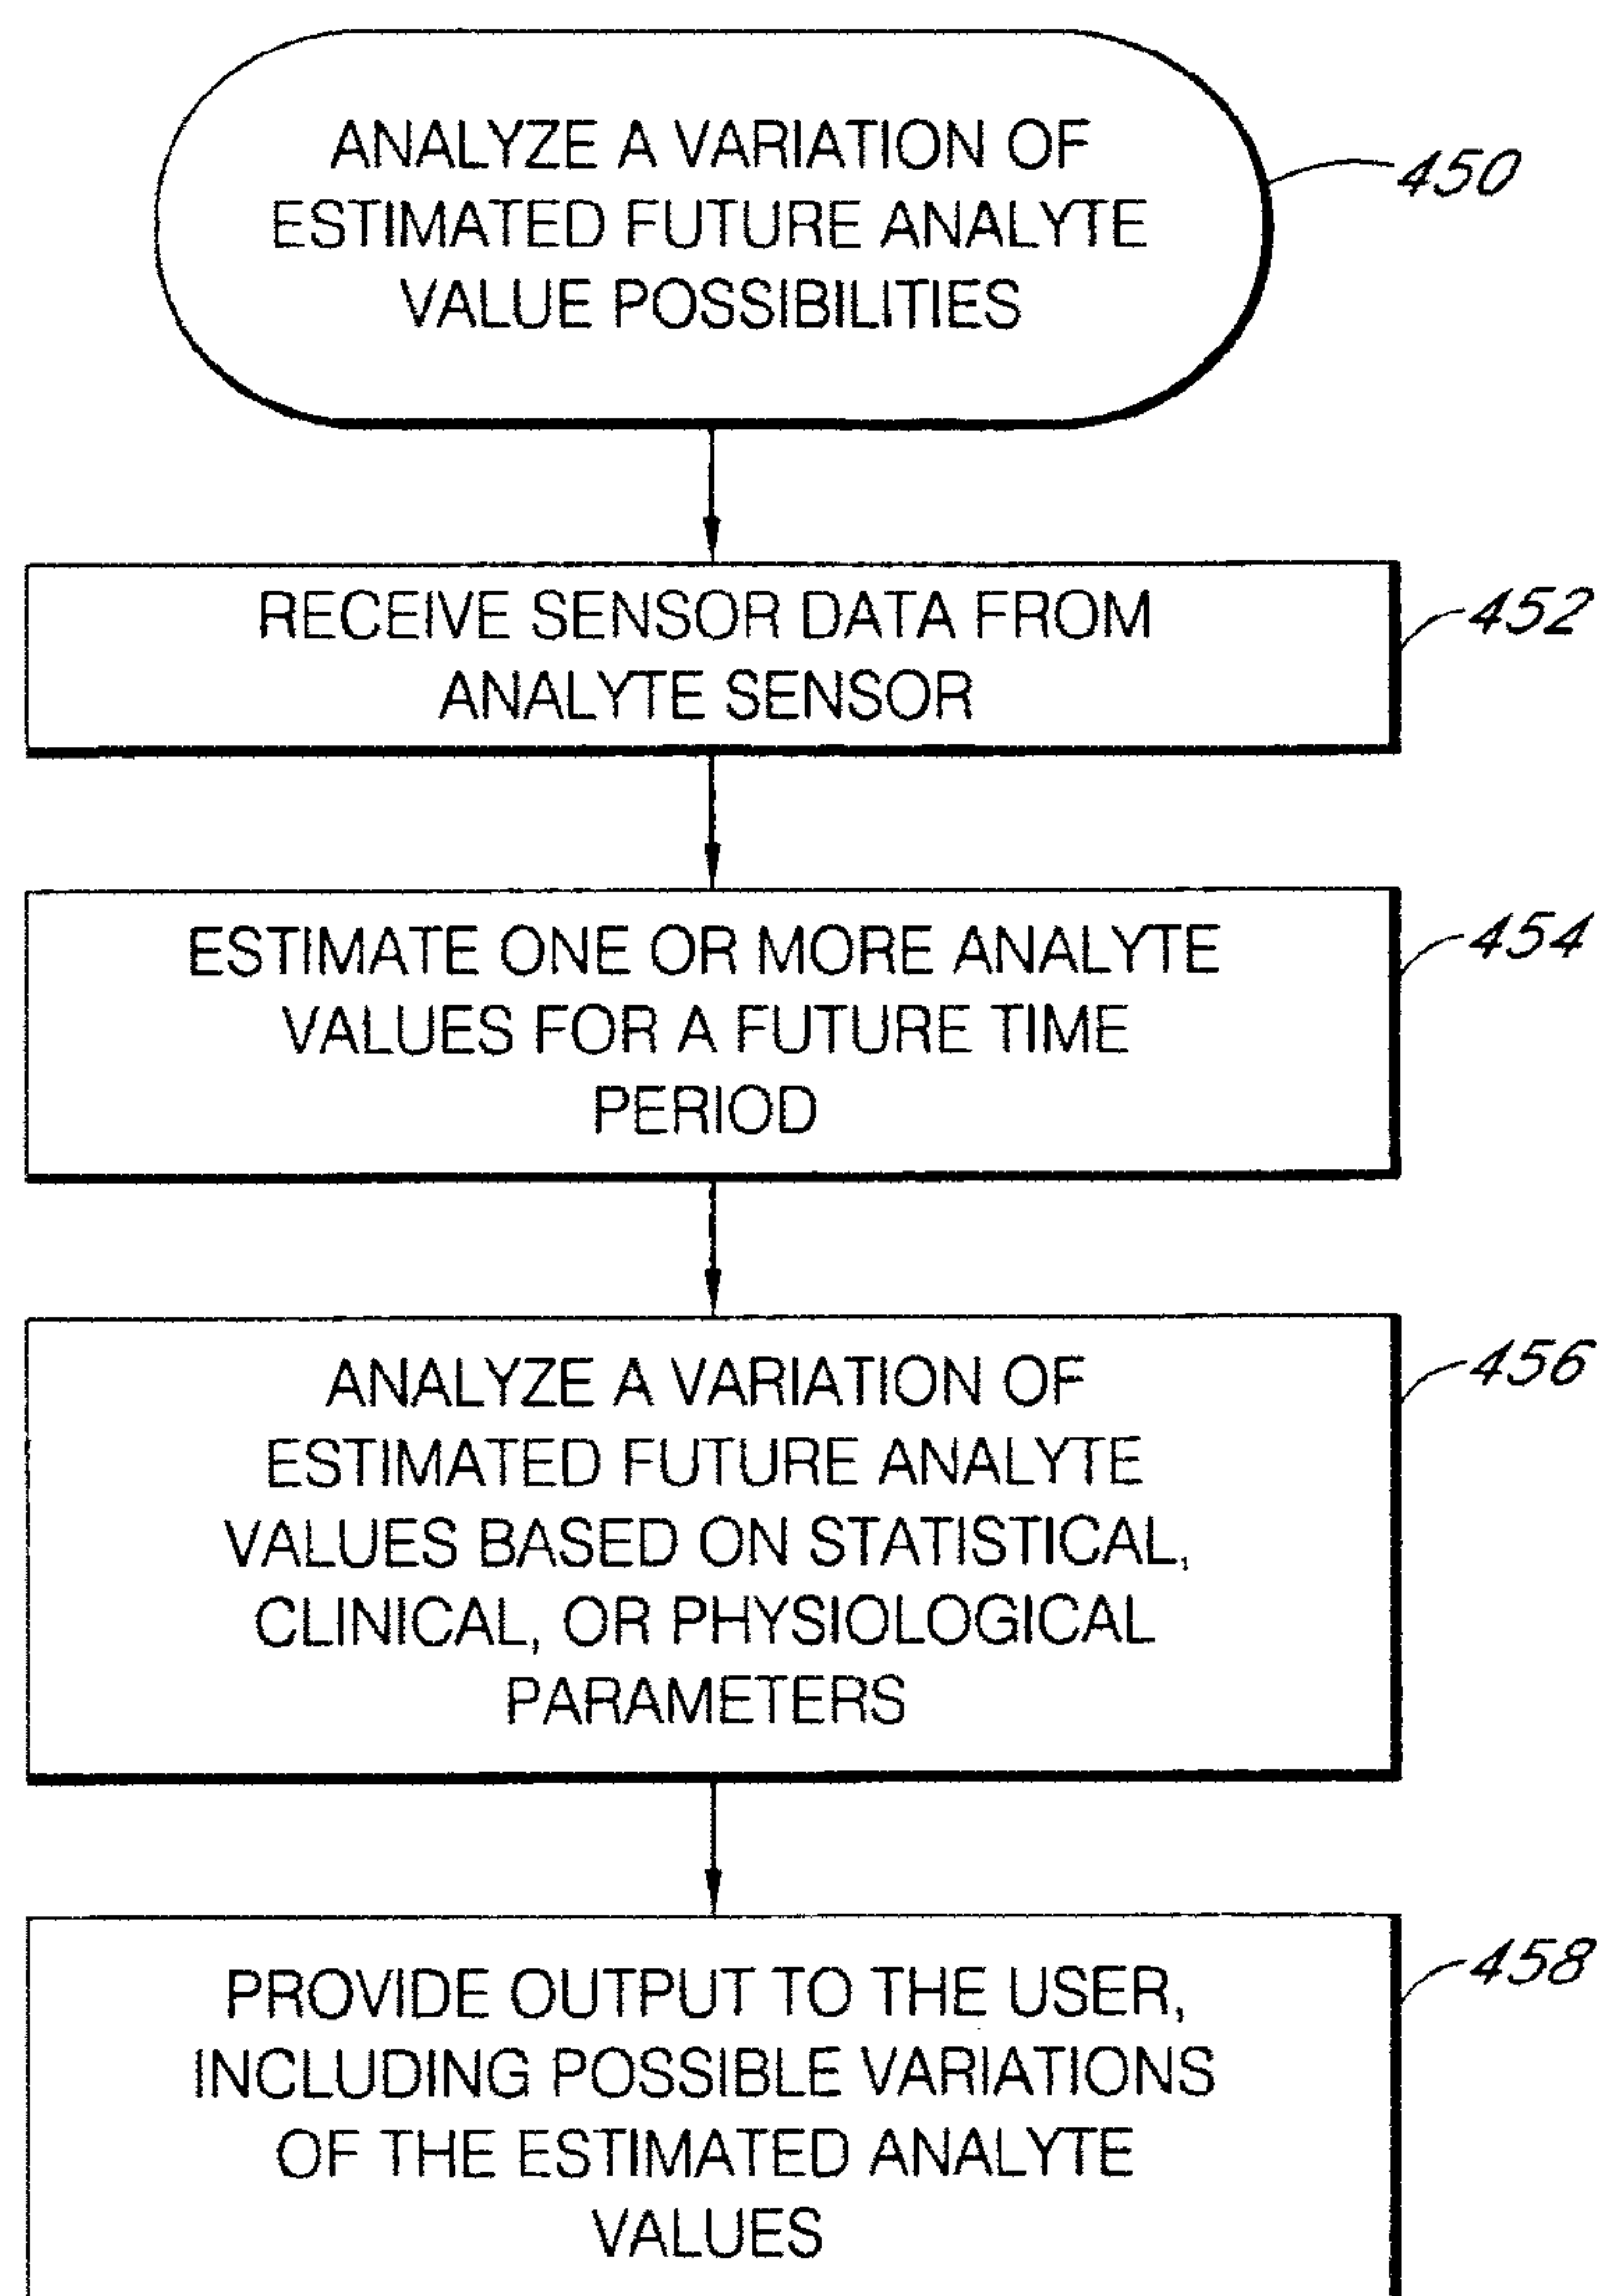 ANALYZE A VARIATION OF
ESTIMATED FUTURE ANALYTE
VALUE POSSIBILITIES
450
RECEIVE SENSOR DATA FROM
ANALYTE SENSOR
452
ESTIMATE ONE OR MORE ANALYTE
VALUES FOR A FUTURE TIME
PERIOD
454
ANALYZE A VARIATION OF
ESTIMATED FUTURE ANALYTE
VALUES BASED ON STATISTICAL,
CLINICAL, OR PHYSIOLOGICAL
PARAMETERS
456
PROVIDE OUTPUT TO THE USER,
INCLUDING POSSIBLE VARIATIONS
OF THE ESTIMATED ANALYTE
VALUES
458